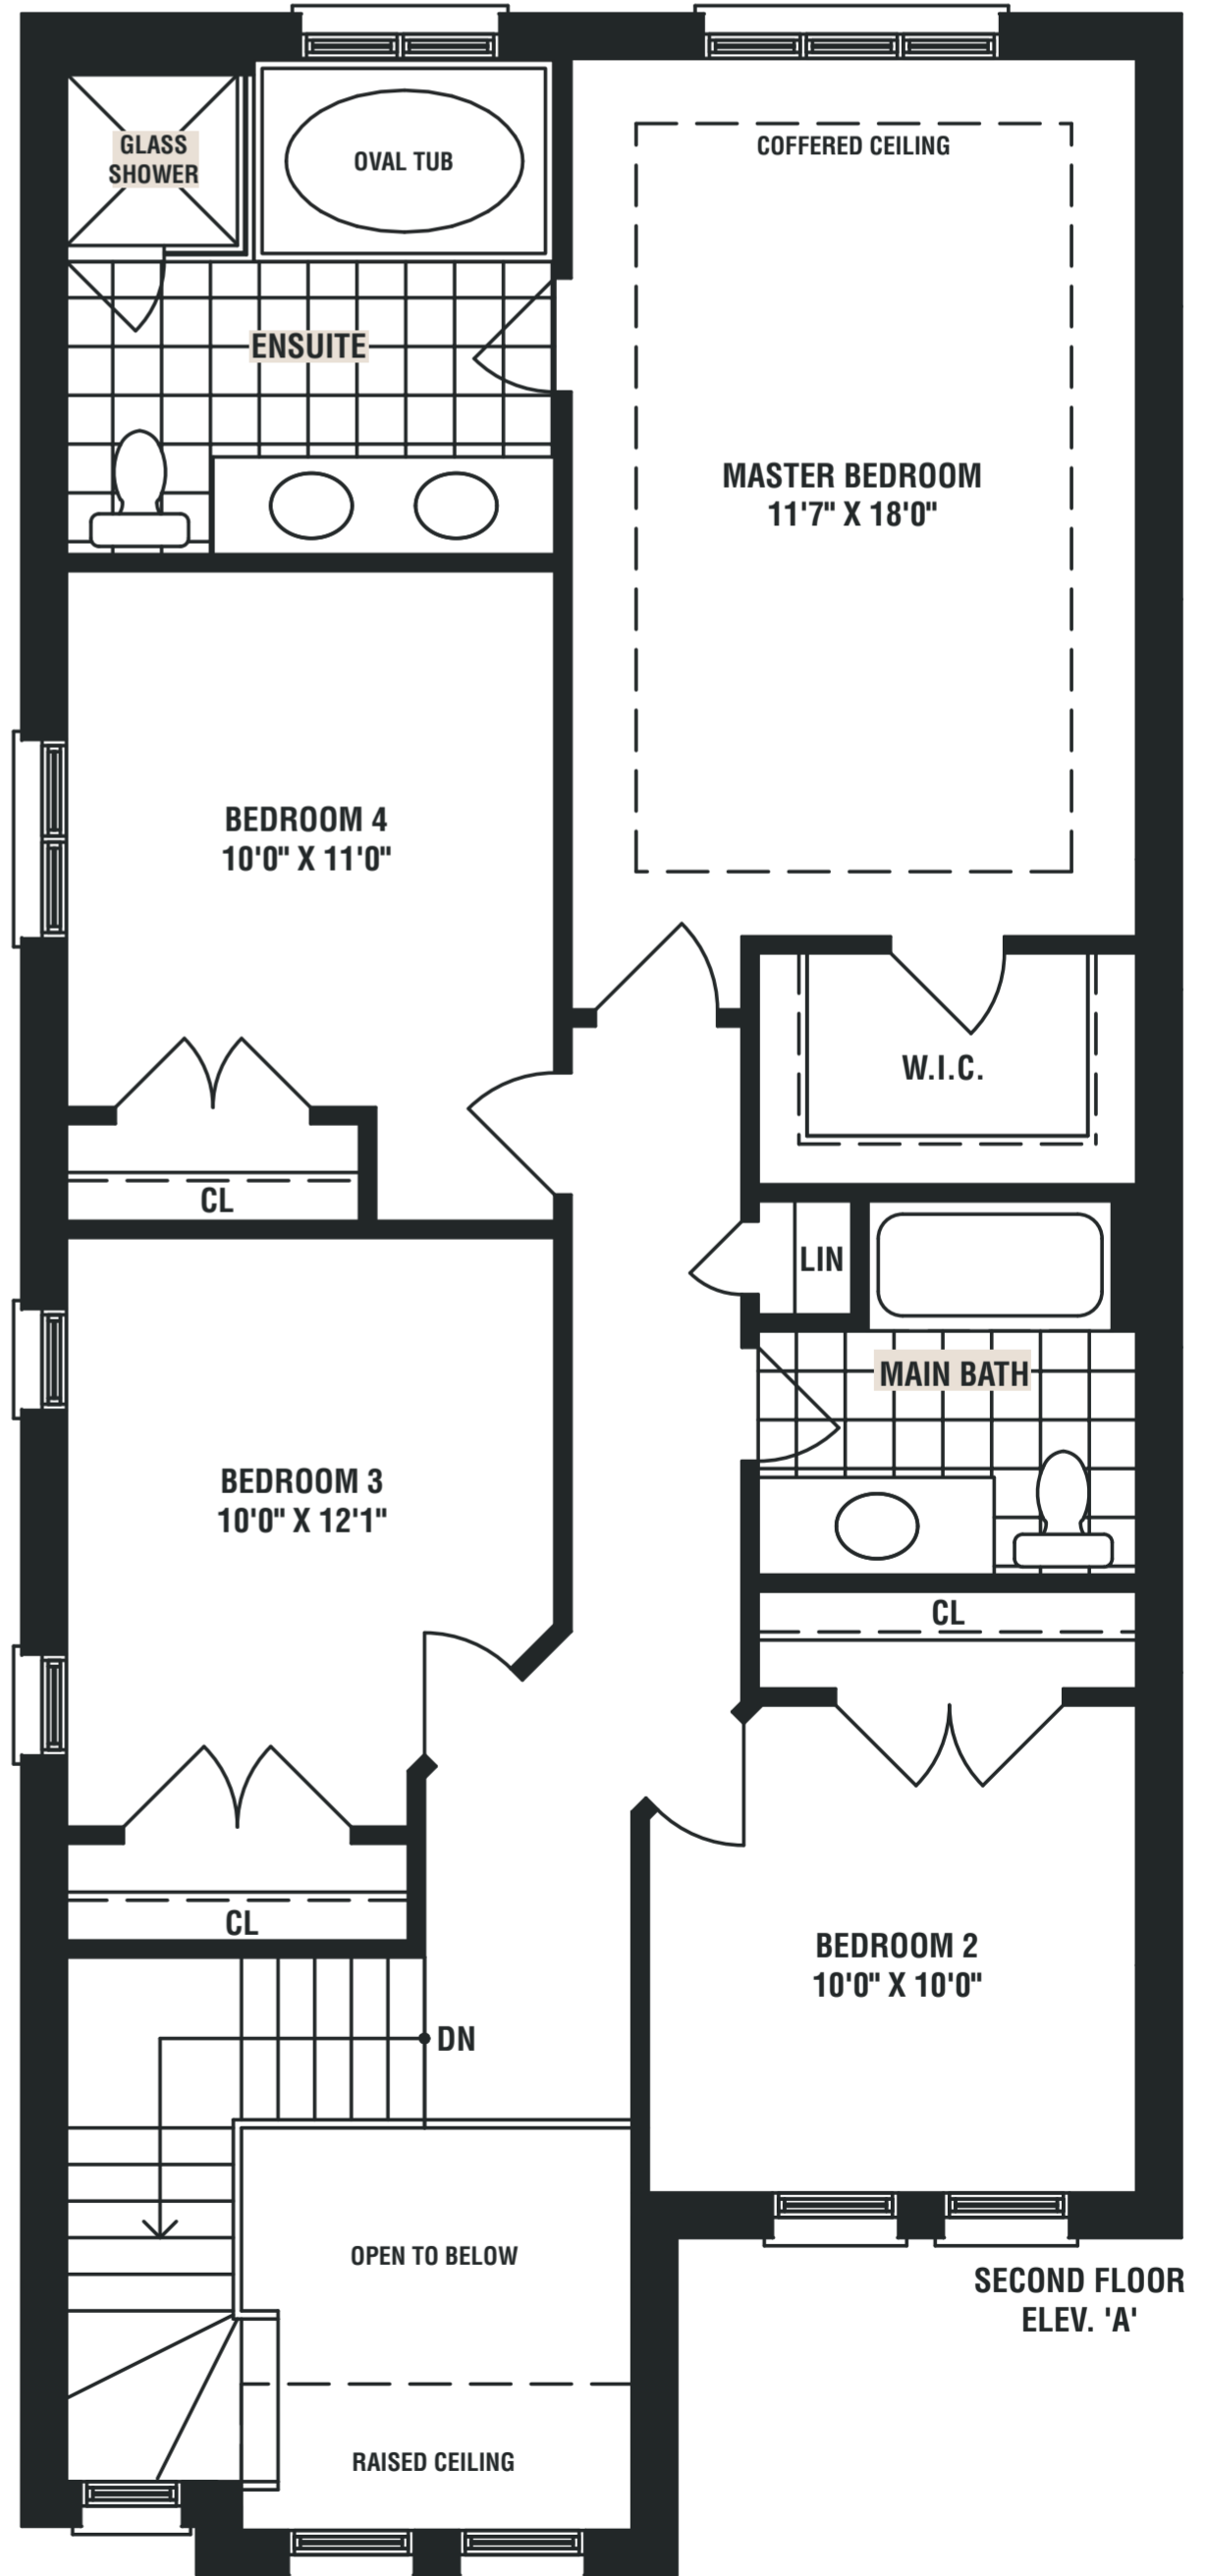 GLASS
SHOWER
OVAL TUB
COFFERED CEILING
ENSUITE
MASTER BEDROOM
11'7" X 18'0"
BEDROOM 4
10'0" X 11'0"
W.I.C.
CL
LIN
MAIN BATH
BEDROOM 3
10'0" X 12'1"
CL
CL
BEDROOM 2
10'0" X 10'0"
DN
OPEN TO BELOW
SECOND FLOOR
ELEV. 'A'
RAISED CEILING